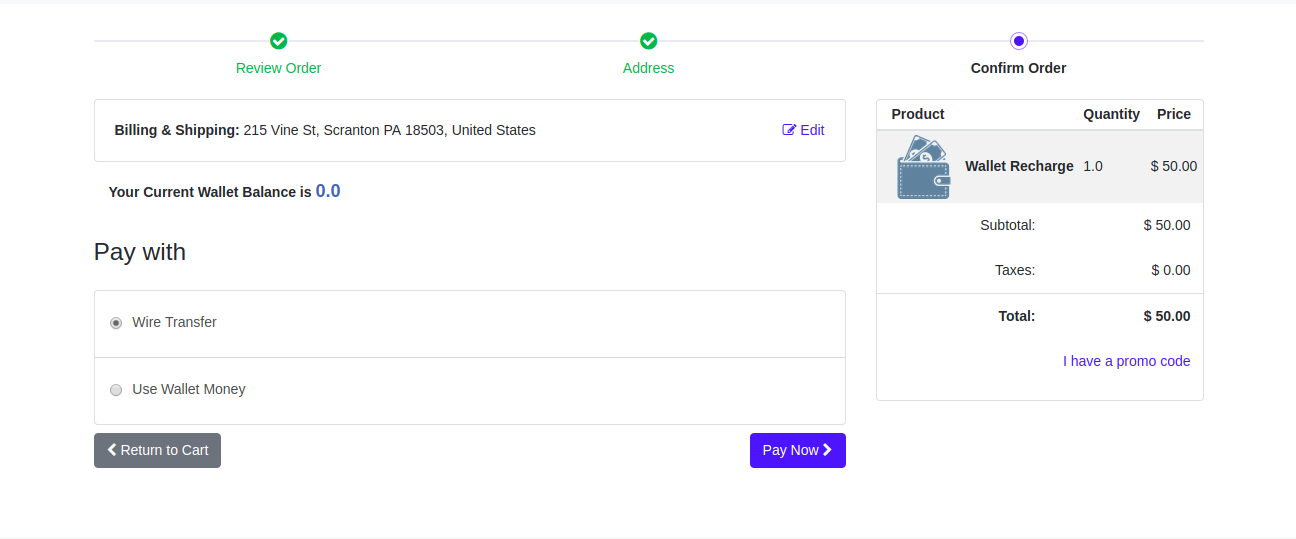 Review Order
Address
Confirm Order
Billing & Shipping: 215 Vine St, Scranton PA 18503, United States
Edit
Your Current Wallet Balance is 0.0
Pay with
Wire Transfer
Use Wallet Money
Return to Cart
Pay Now
Product Quantity Price
Wallet Recharge 1.0 $ 50.00
Subtotal: $ 50.00
Taxes: $ 0.00
Total: $ 50.00
I have a promo code